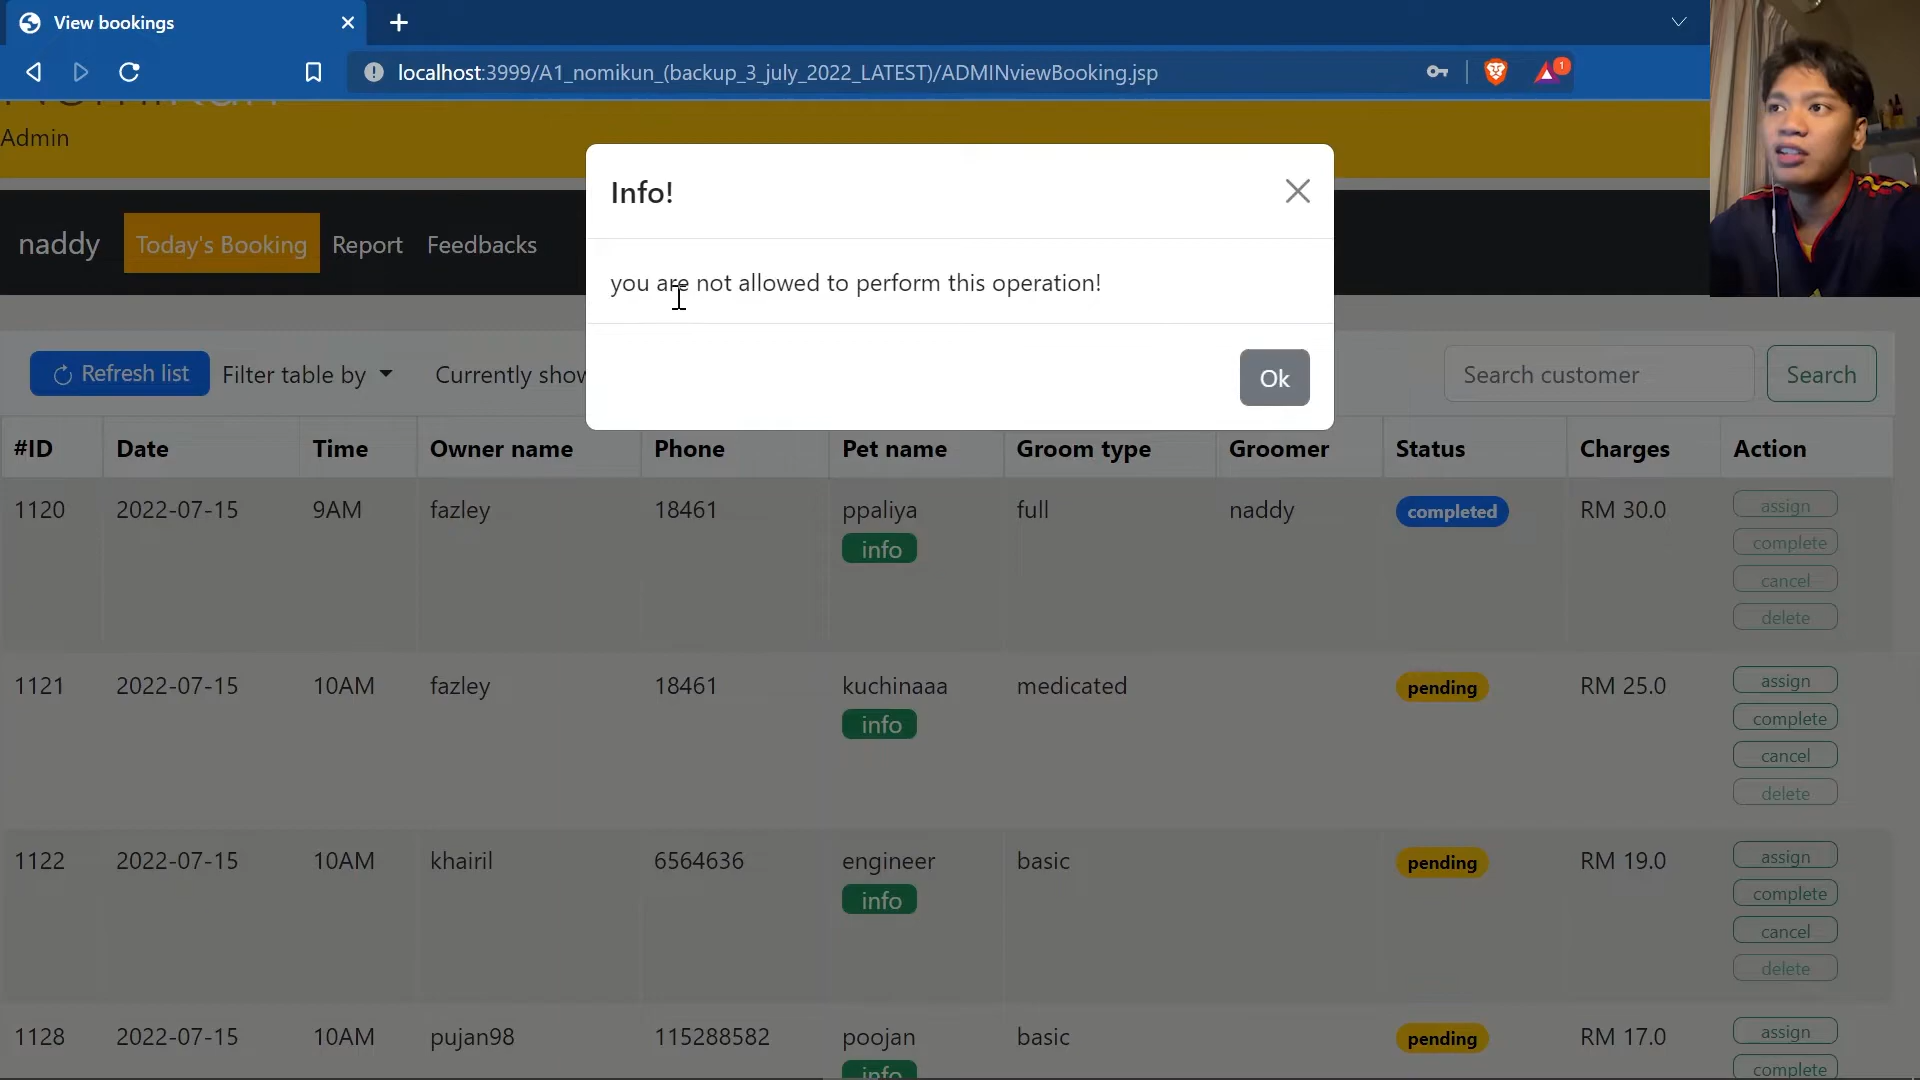 View bookings
localhost:3999/A1_nomikun_(backup_3_july_2022_LATEST)/ADMINviewBooking.jsp
1
Admin
naddy Today's Booking Report Feedbacks
Info!
you are not allowed to perform this operation!
Ok
Refresh list Filter table by Currently show Search customer Search
#ID Date Time Owner name Phone Pet name Groom type Groomer Status Charges Action
1120 2022-07-15 9AM fazley 18461 ppaliya full naddy completed RM 30.0 assign
info complete
cancel
delete
1121 2022-07-15 10AM fazley 18461 kuchinaaa medicated pending RM 25.0 assign
info complete
cancel
delete
1122 2022-07-15 10AM khairil 6564636 engineer basic pending RM 19.0 assign
info complete
cancel
delete
1128 2022-07-15 10AM pujan98 115288582 poojan basic pending RM 17.0 assign
info complete